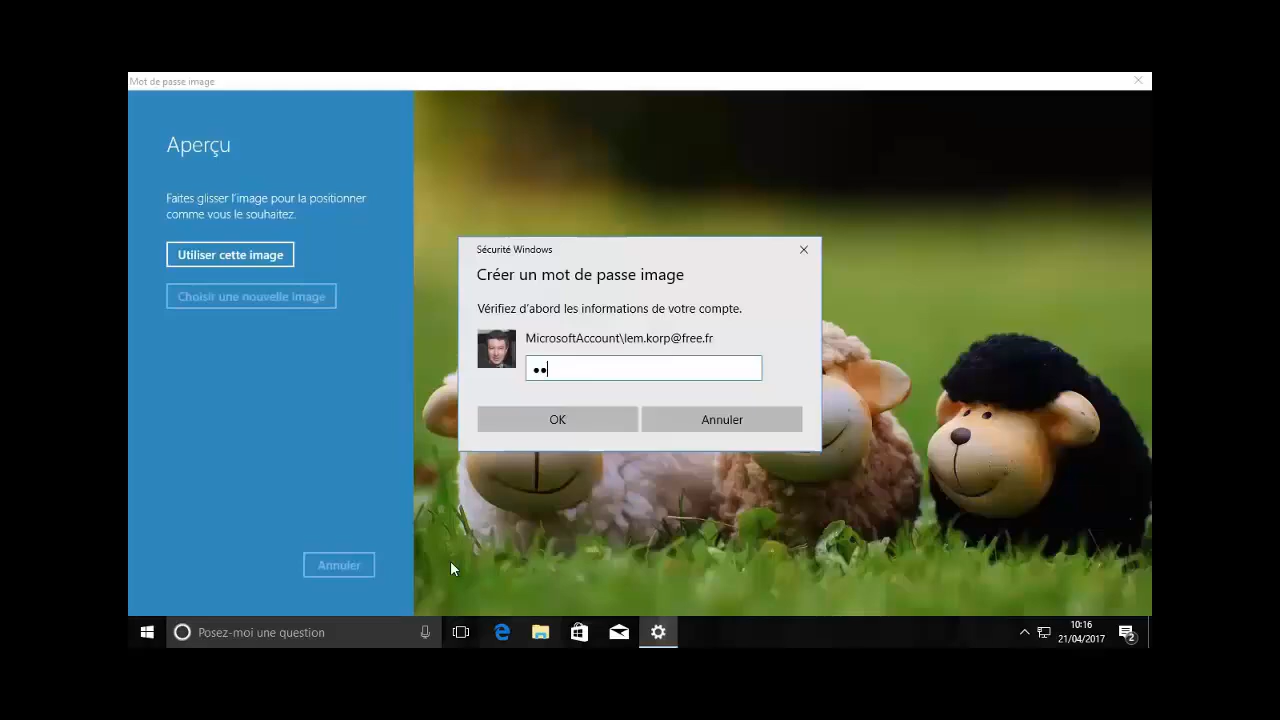 Mot de passe image
Aperçu
Faites glisser l'image pour la positionner
comme vous le souhaitez.
Utiliser cette image
Choisir une nouvelle image
Annuler
Sécurité Windows
Créer un mot de passe image
Vérifiez d'abord les informations de votre compte.
MicrosoftAccount\lem.korp@free.fr
●●
OK
Annuler
Posez-moi une question
10:16
21/04/2017
2